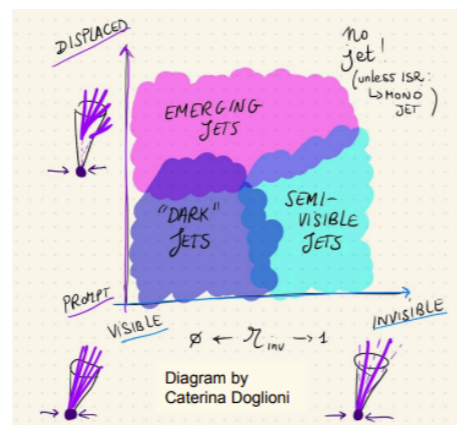 DISPLACED
no
jet!
(unless ISR:
↳MONO
JET)
EMERGING
JETS
"DARK"
JETS
SEMI-
VISIBLE
JETS
PROMPT
VISIBLE
INVISIBLE
∅ ← r_inv → 1
Diagram by
Caterina Doglioni